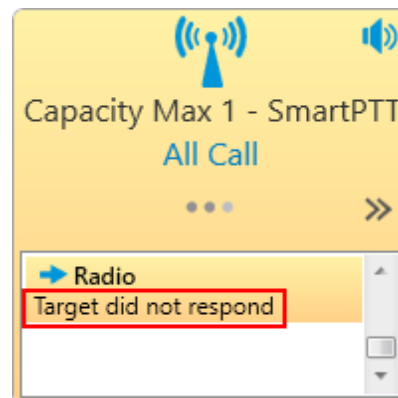 Capacity Max 1 - SmartPTT
All Call
Radio
Target did not respond